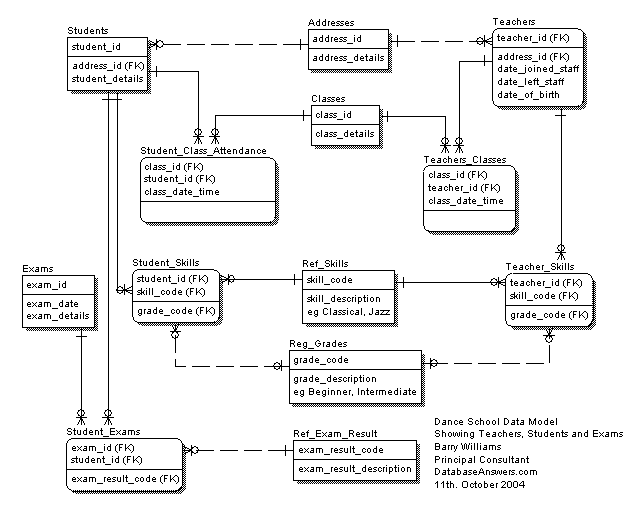 Students
student_id
address_id (FK)
student_details
Addresses
address_id
address_details
Teachers
teacher_id (FK)
address_id (FK)
date_joined_staff
date_left_staff
date_of_birth
Classes
class_id
class_details
Student_Class_Attendance
class_id (FK)
student_id (FK)
class_date_time
Teachers_Classes
class_id (FK)
teacher_id (FK)
class_date_time
Exams
exam_id
exam_date
exam_details
Student_Skills
student_id (FK)
skill_code (FK)
grade_code (FK)
Ref_Skills
skill_code
skill_description
eg Classical, Jazz
Teacher_Skills
teacher_id (FK)
skill_code (FK)
grade_code (FK)
Reg_Grades
grade_code
grade_description
eg Beginner, Intermediate
Student_Exams
exam_id (FK)
student_id (FK)
exam_result_code (FK)
Ref_Exam_Result
exam_result_code
exam_result_description
Dance School Data Model
Showing Teachers, Students and Exams
Barry Williams
Principal Consultant
DatabaseAnswers.com
11th. October 2004